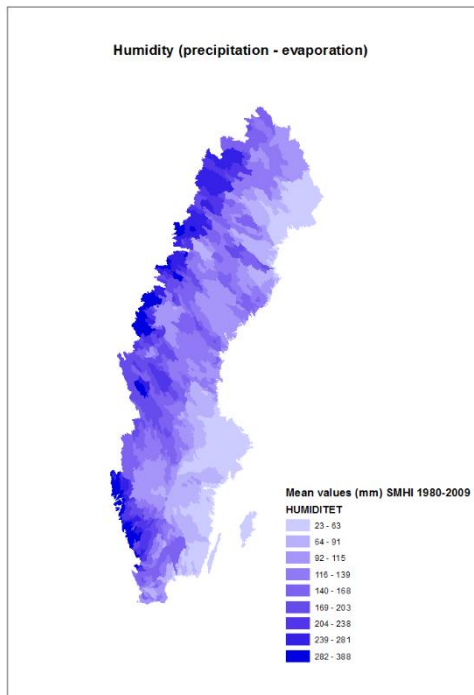 Humidity (precipitation - evaporation)
Mean values (mm) SMHI 1980-2009
HUMIDITET
23 - 63
64 - 91
92 - 115
116 - 139
140 - 168
169 - 203
204 - 238
239 - 281
282 - 388